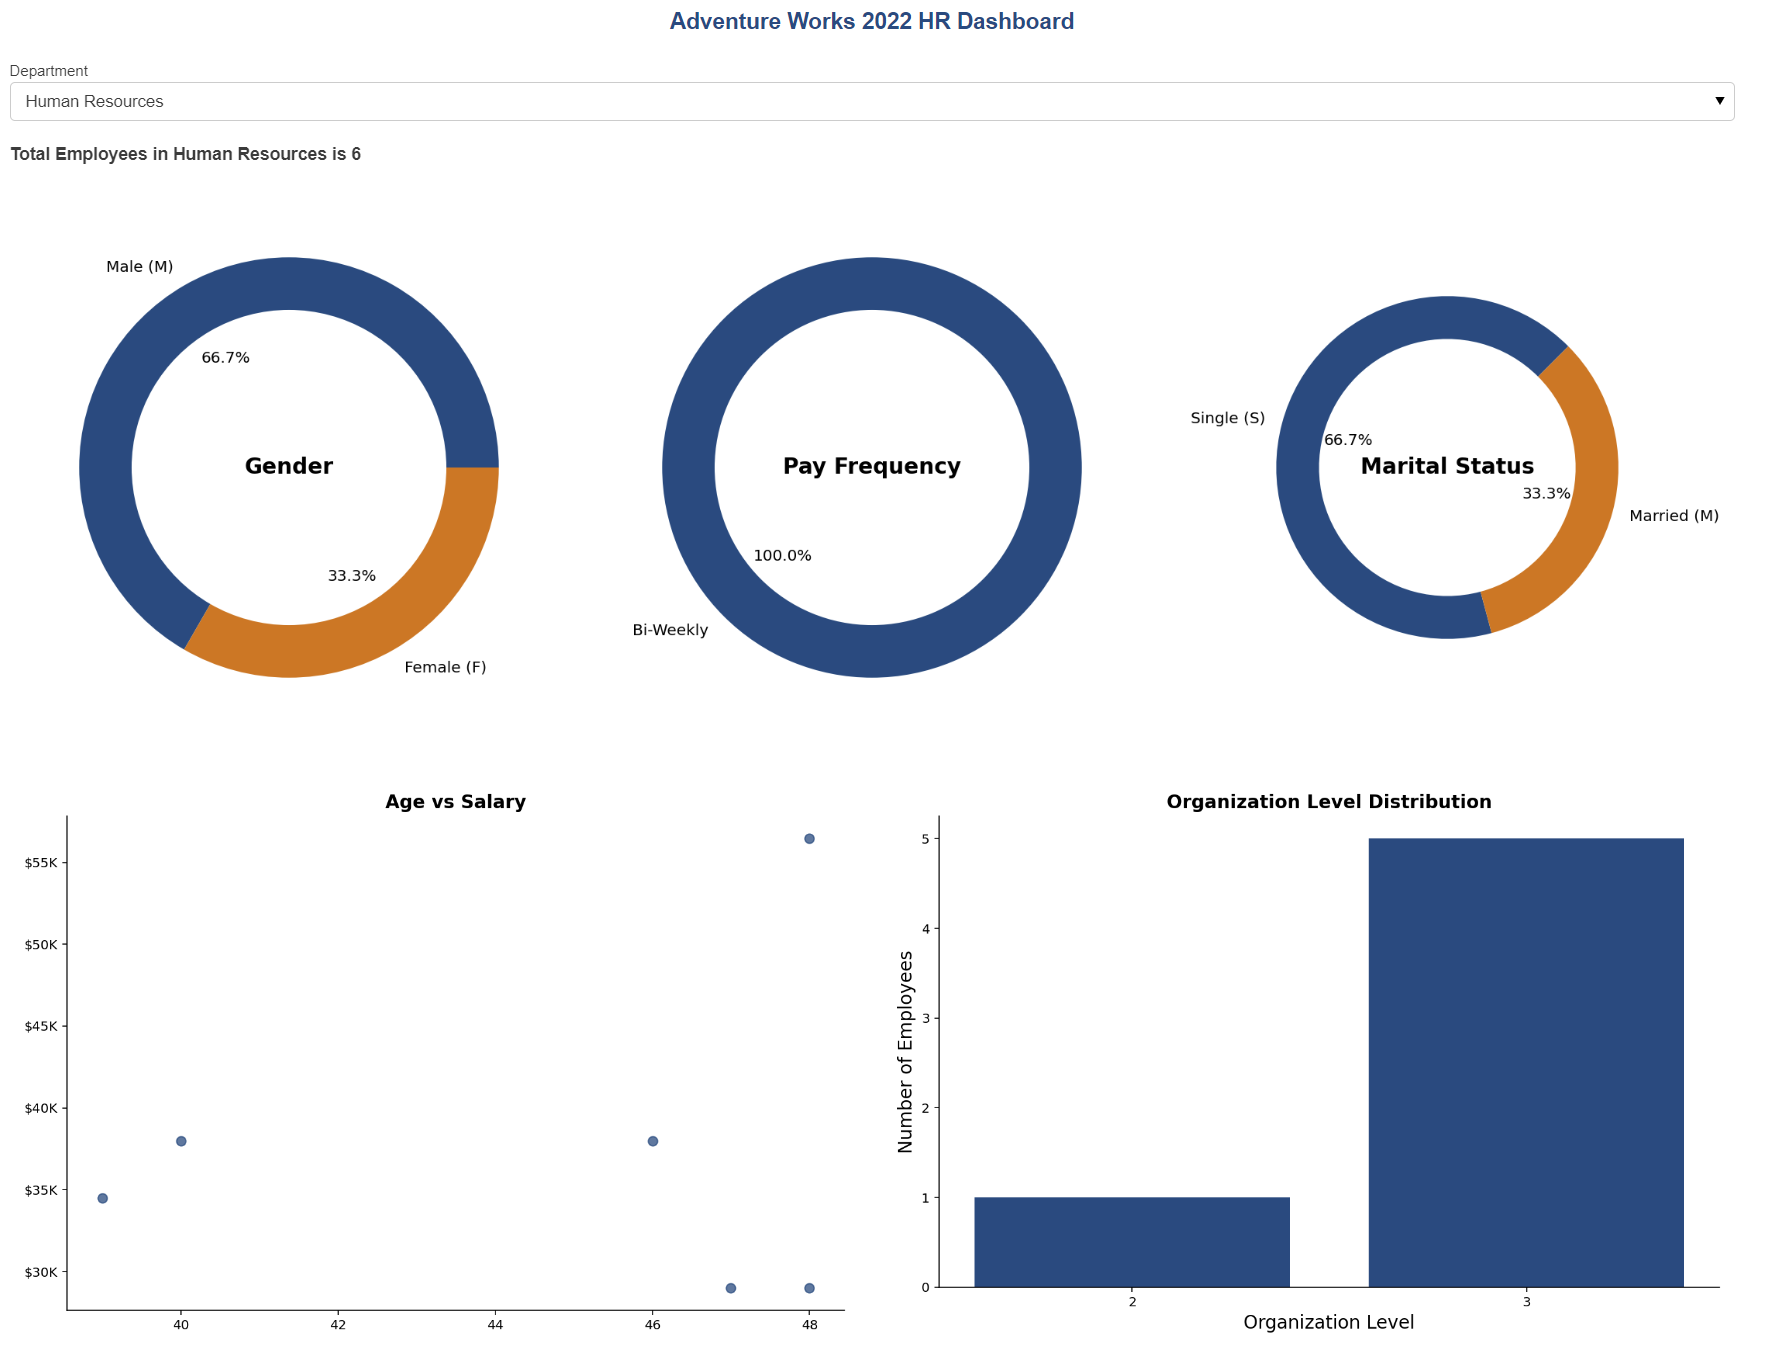 Adventure Works 2022 HR Dashboard
Department
Human Resources
Total Employees in Human Resources is 6
Male (M)
66.7%
Gender
33.3%
Female (F)
Pay Frequency
100.0%
Bi-Weekly
Single (S)
66.7%
Marital Status
33.3%
Married (M)
Age vs Salary
$55K
$50K
$45K
$40K
$35K
$30K
40 42 44 46 48
Organization Level Distribution
Number of Employees
5
4
3
2
1
0
2 3
Organization Level